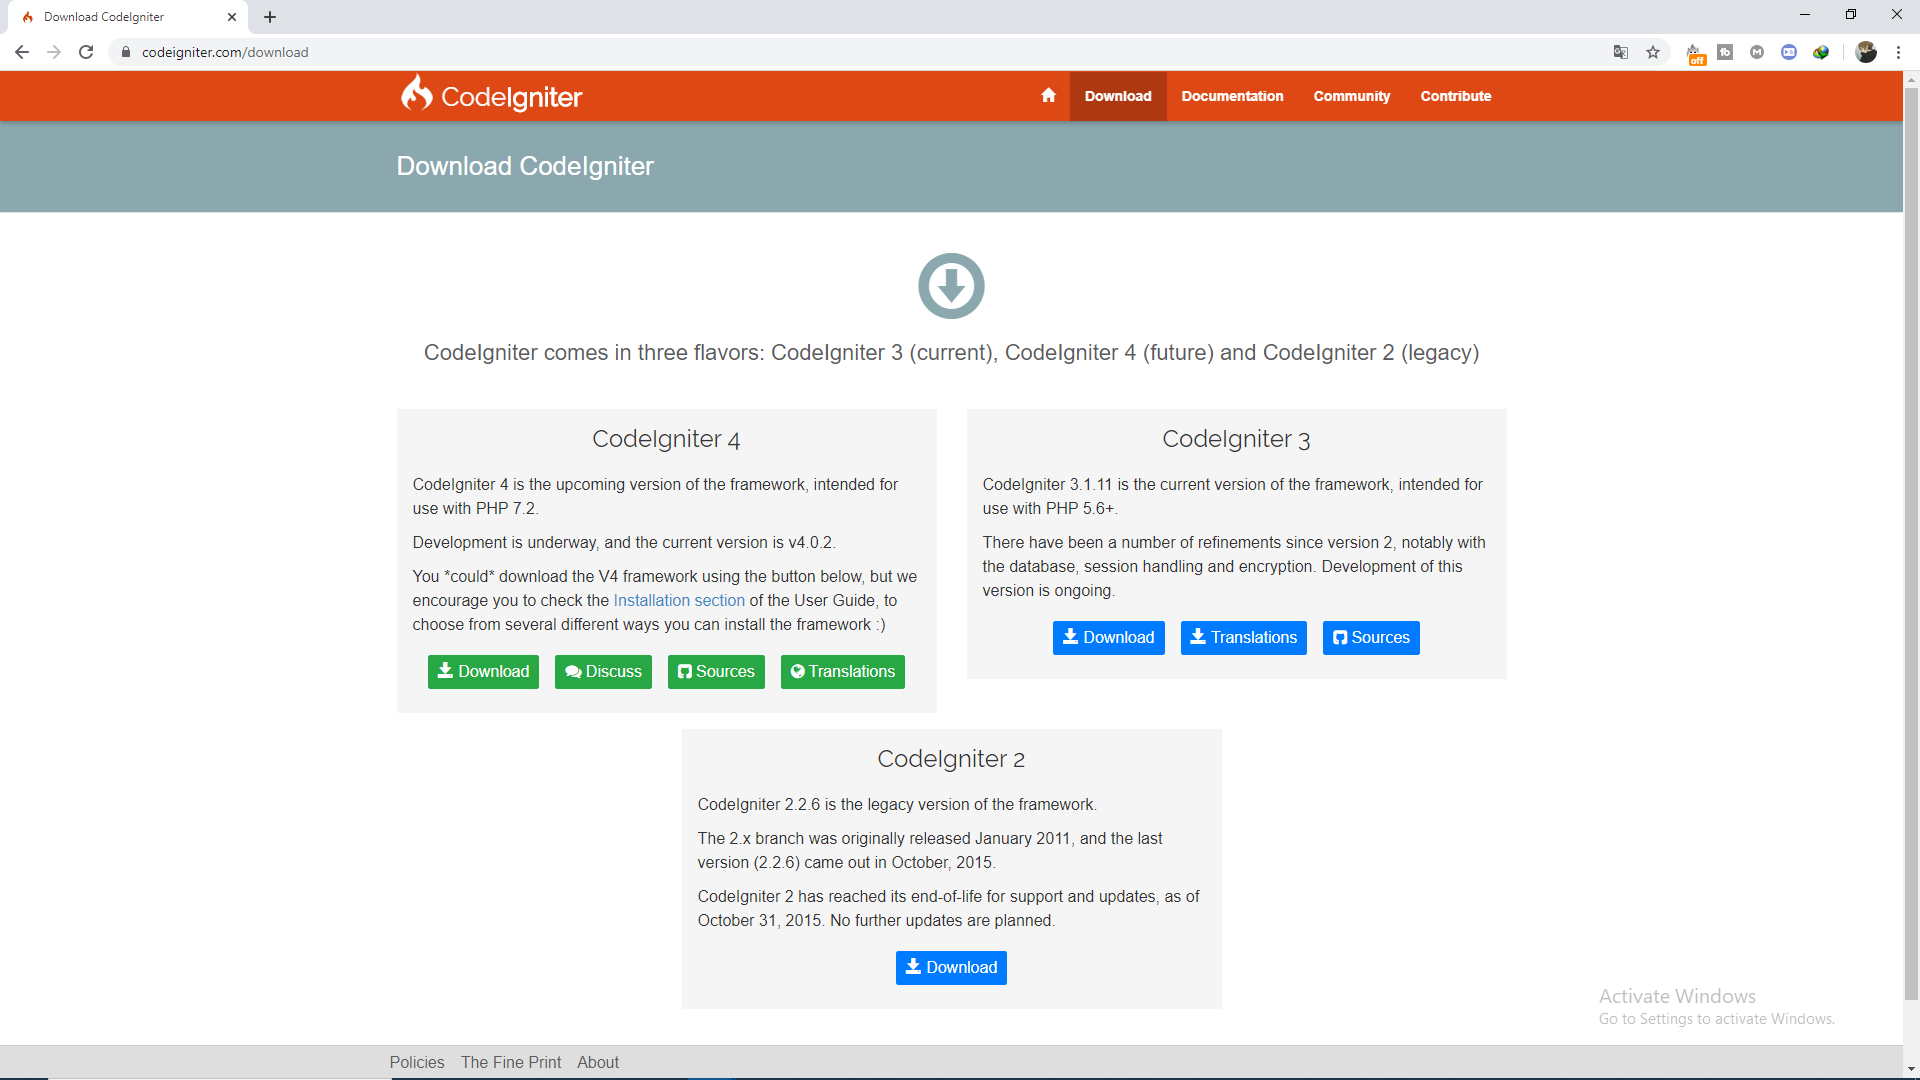 Download CodeIgniter
codeigniter.com/download
off
CodeIgniter
Download
Documentation
Community
Contribute
Download CodeIgniter
CodeIgniter comes in three flavors: CodeIgniter 3 (current), CodeIgniter 4 (future) and CodeIgniter 2 (legacy)
CodeIgniter 4
CodeIgniter 4 is the upcoming version of the framework, intended for
use with PHP 7.2.
Development is underway, and the current version is v4.0.2.
You *could* download the V4 framework using the button below, but we
encourage you to check the Installation section of the User Guide, to
choose from several different ways you can install the framework :)
Download
Discuss
Sources
Translations
CodeIgniter 3
CodeIgniter 3.1.11 is the current version of the framework, intended for
use with PHP 5.6+.
There have been a number of refinements since version 2, notably with
the database, session handling and encryption. Development of this
version is ongoing.
Download
Translations
Sources
CodeIgniter 2
CodeIgniter 2.2.6 is the legacy version of the framework.
The 2.x branch was originally released January 2011, and the last
version (2.2.6) came out in October, 2015.
CodeIgniter 2 has reached its end-of-life for support and updates, as of
October 31, 2015. No further updates are planned.
Download
Activate Windows
Go to Settings to activate Windows.
Policies
The Fine Print
About